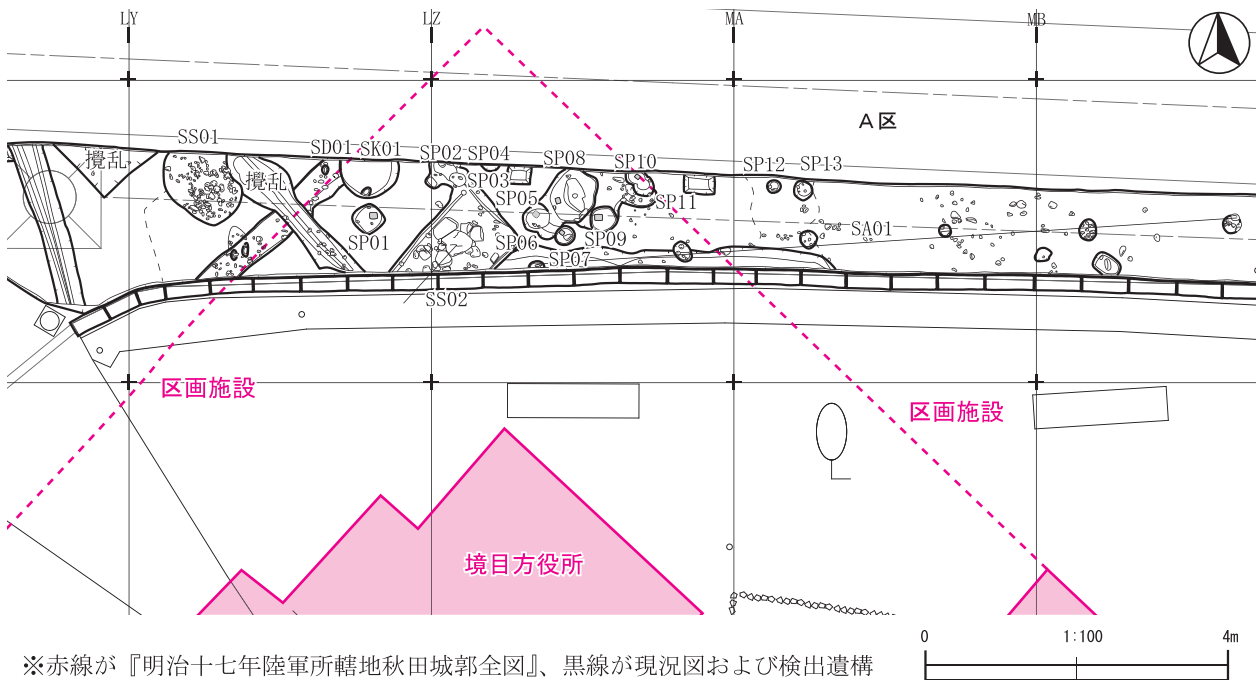 LY LZ MA MB
A区
SS01 SD01 SK01 SP02 SP04 SP08 SP10 SP12 SP13
攪乱 攪乱 SP03 SP05 SP11
SP01 SP06 SP09 SA01
SP07
SS02
区画施設 区画施設
境目方役所
0 1:100 4m
※赤線が『明治十七年陸軍所轄地秋田城郭全図』、黒線が現況図および検出遺構